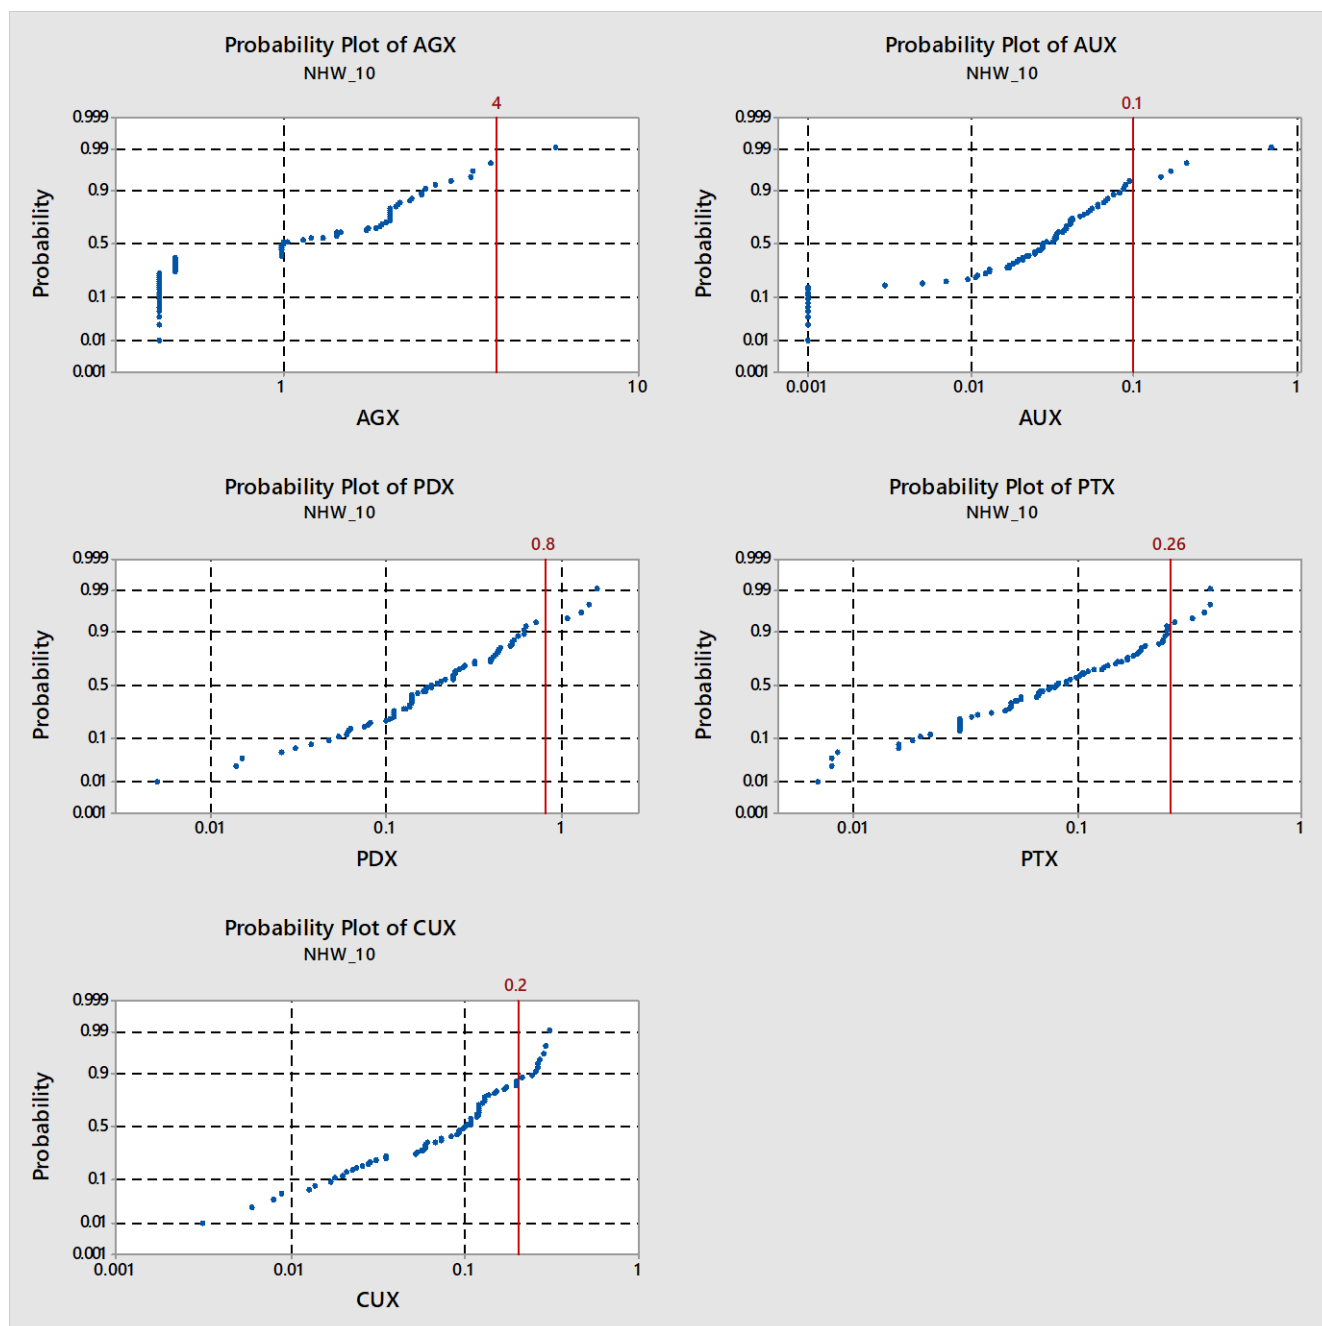 Probability Plot of AGX
NHW_10
4
0.999
0.99
0.9
0.5
0.1
0.01
0.001
Probability
1
10
AGX
Probability Plot of AUX
NHW_10
0.1
0.999
0.99
0.9
0.5
0.1
0.01
0.001
Probability
0.001
0.01
0.1
1
AUX
Probability Plot of PDX
NHW_10
0.8
0.999
0.99
0.9
0.5
0.1
0.01
0.001
Probability
0.01
0.1
1
PDX
Probability Plot of PTX
NHW_10
0.26
0.999
0.99
0.9
0.5
0.1
0.01
0.001
Probability
0.01
0.1
1
PTX
Probability Plot of CUX
NHW_10
0.2
0.999
0.99
0.9
0.5
0.1
0.01
0.001
Probability
0.001
0.01
0.1
1
CUX